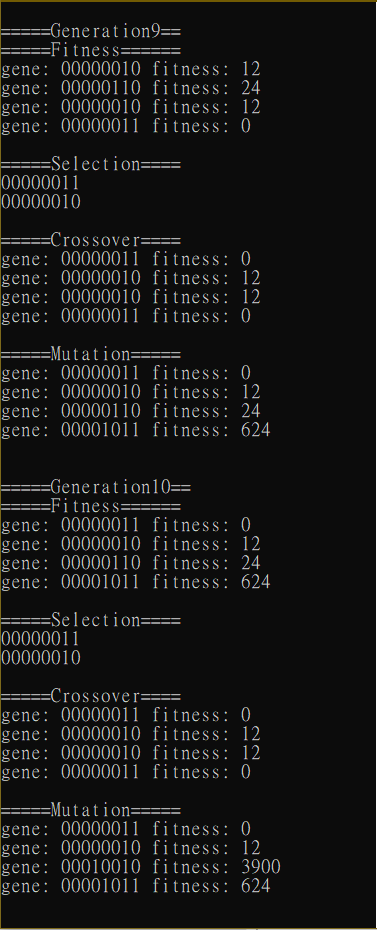 =====Generation9==
=====Fitness======
gene: 00000010 fitness: 12
gene: 00000110 fitness: 24
gene: 00000010 fitness: 12
gene: 00000011 fitness: 0
=====Selection====
00000011
00000010
=====Crossover====
gene: 00000011 fitness: 0
gene: 00000010 fitness: 12
gene: 00000010 fitness: 12
gene: 00000011 fitness: 0
=====Mutation=====
gene: 00000011 fitness: 0
gene: 00000010 fitness: 12
gene: 00000110 fitness: 24
gene: 00001011 fitness: 624
=====Generation10==
=====Fitness======
gene: 00000011 fitness: 0
gene: 00000010 fitness: 12
gene: 00000110 fitness: 24
gene: 00001011 fitness: 624
=====Selection====
00000011
00000010
=====Crossover====
gene: 00000011 fitness: 0
gene: 00000010 fitness: 12
gene: 00000010 fitness: 12
gene: 00000011 fitness: 0
=====Mutation=====
gene: 00000011 fitness: 0
gene: 00000010 fitness: 12
gene: 00010010 fitness: 3900
gene: 00001011 fitness: 624